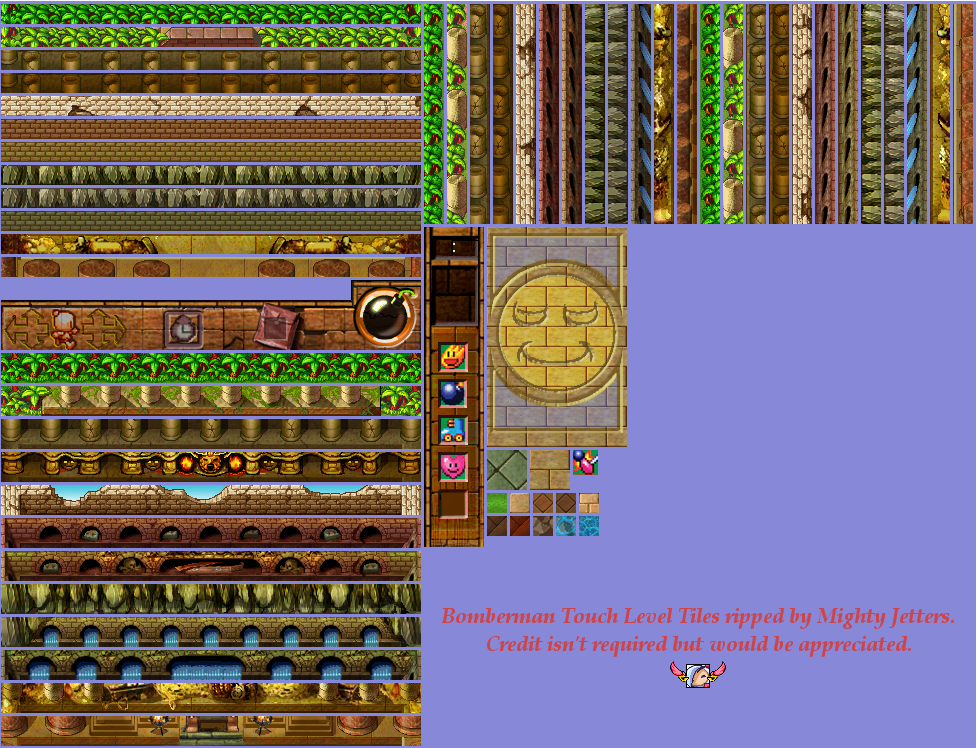 Bomberman Touch Level Tiles ripped by Mighty Jetters.
Credit isn't required but would be appreciated.